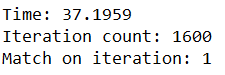 Time: 37.1959
Iteration count: 1600
Match on iteration: 1